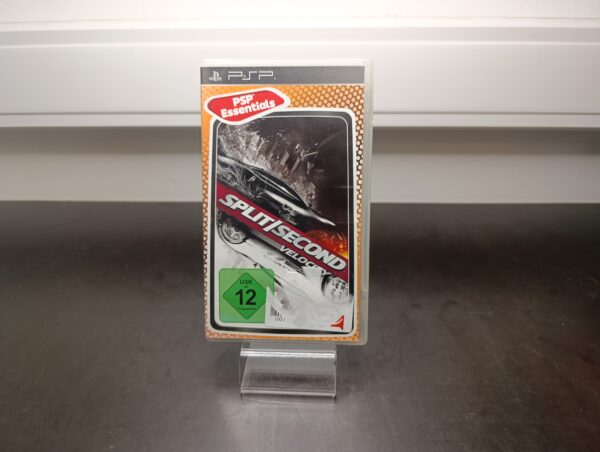 PSP
PSP
Essentials
SPLIT/SECOND
VELOCITY
USK
12